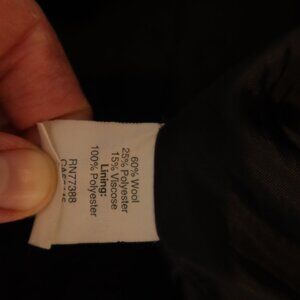 60% Wool
25% Polyester
15% Viscose
Lining:
100% Polyester
RN77388